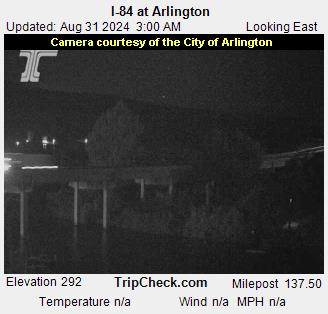 I-84 at Arlington
Updated: Aug 31 2024 3:00 AM Looking East
Camera courtesy of the City of Arlington
Elevation 292 TripCheck.com Milepost 137.50
Temperature n/a Wind n/a MPH n/a